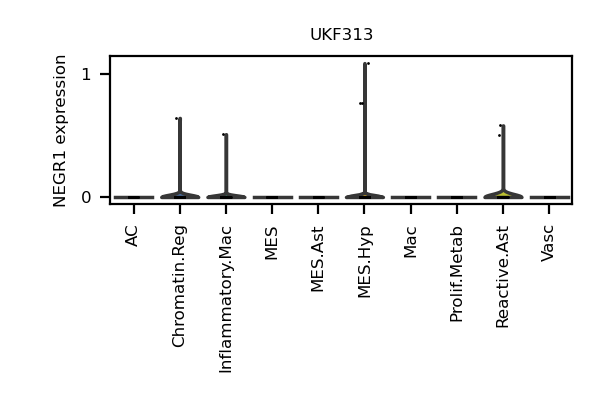 UKF313
NEGR1 expression
1
0
AC
Chromatin.Reg
Inflammatory.Mac
MES
MES.Ast
MES.Hyp
Mac
Prolif.Metab
Reactive.Ast
Vasc